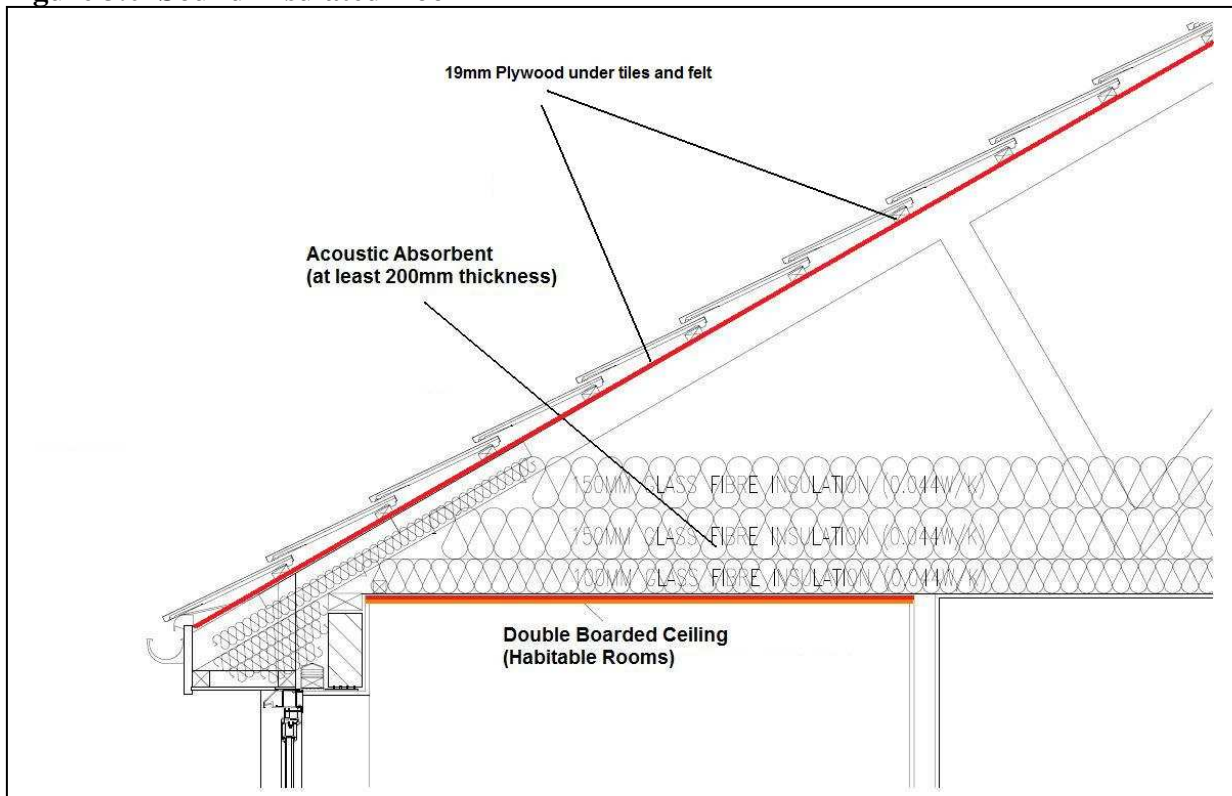 19mm Plywood under tiles and felt
Acoustic Absorbent
(at least 200mm thickness)
150MM GLASS FIBRE INSULATION (0.044W/K)
150MM GLASS FIBRE INSULATION (0.044W/K)
100MM GLASS FIBRE INSULATION (0.044W/K)
Double Boarded Ceiling
(Habitable Rooms)